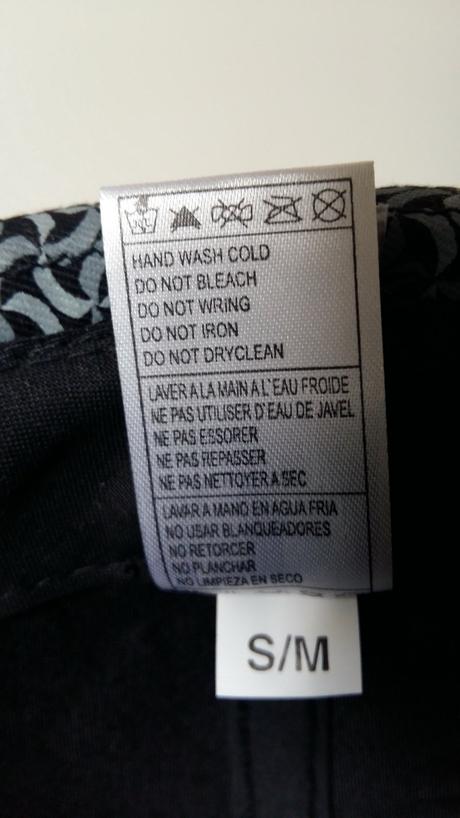 HAND WASH COLD
DO NOT BLEACH
DO NOT WRING
DO NOT IRON
DO NOT DRYCLEAN
LAVER A LA MAIN A L'EAU FROIDE
NE PAS UTILISER D'EAU DE JAVEL
NE PAS ESSORER
NE PAS REPASSER
NE PAS NETTOYER A SEC
LAVAR A MANO EN AGUA FRIA
NO USAR BLANQUEADORES
NO RETORCER
NO PLANCHAR
NO LIMPIEZA EN SECO
S/M